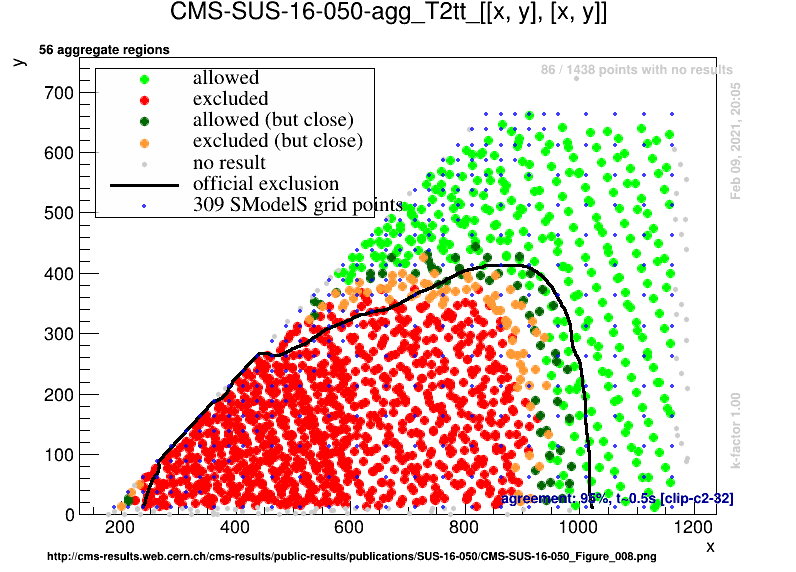 CMS-SUS-16-050-agg_T2tt_[[x, y], [x, y]]
56 aggregate regions
y
86 / 1438 points with no results
allowed
excluded
allowed (but close)
excluded (but close)
no result
official exclusion
309 SModelS grid points
Feb 09, 2021, 20:05
k-factor 1.00
700
600
500
400
300
200
100
0
agreement: 95%, t~0.5s [clip-c2-32]
200
400
600
800
1000
1200
x
http://cms-results.web.cern.ch/cms-results/public-results/publications/SUS-16-050/CMS-SUS-16-050_Figure_008.png